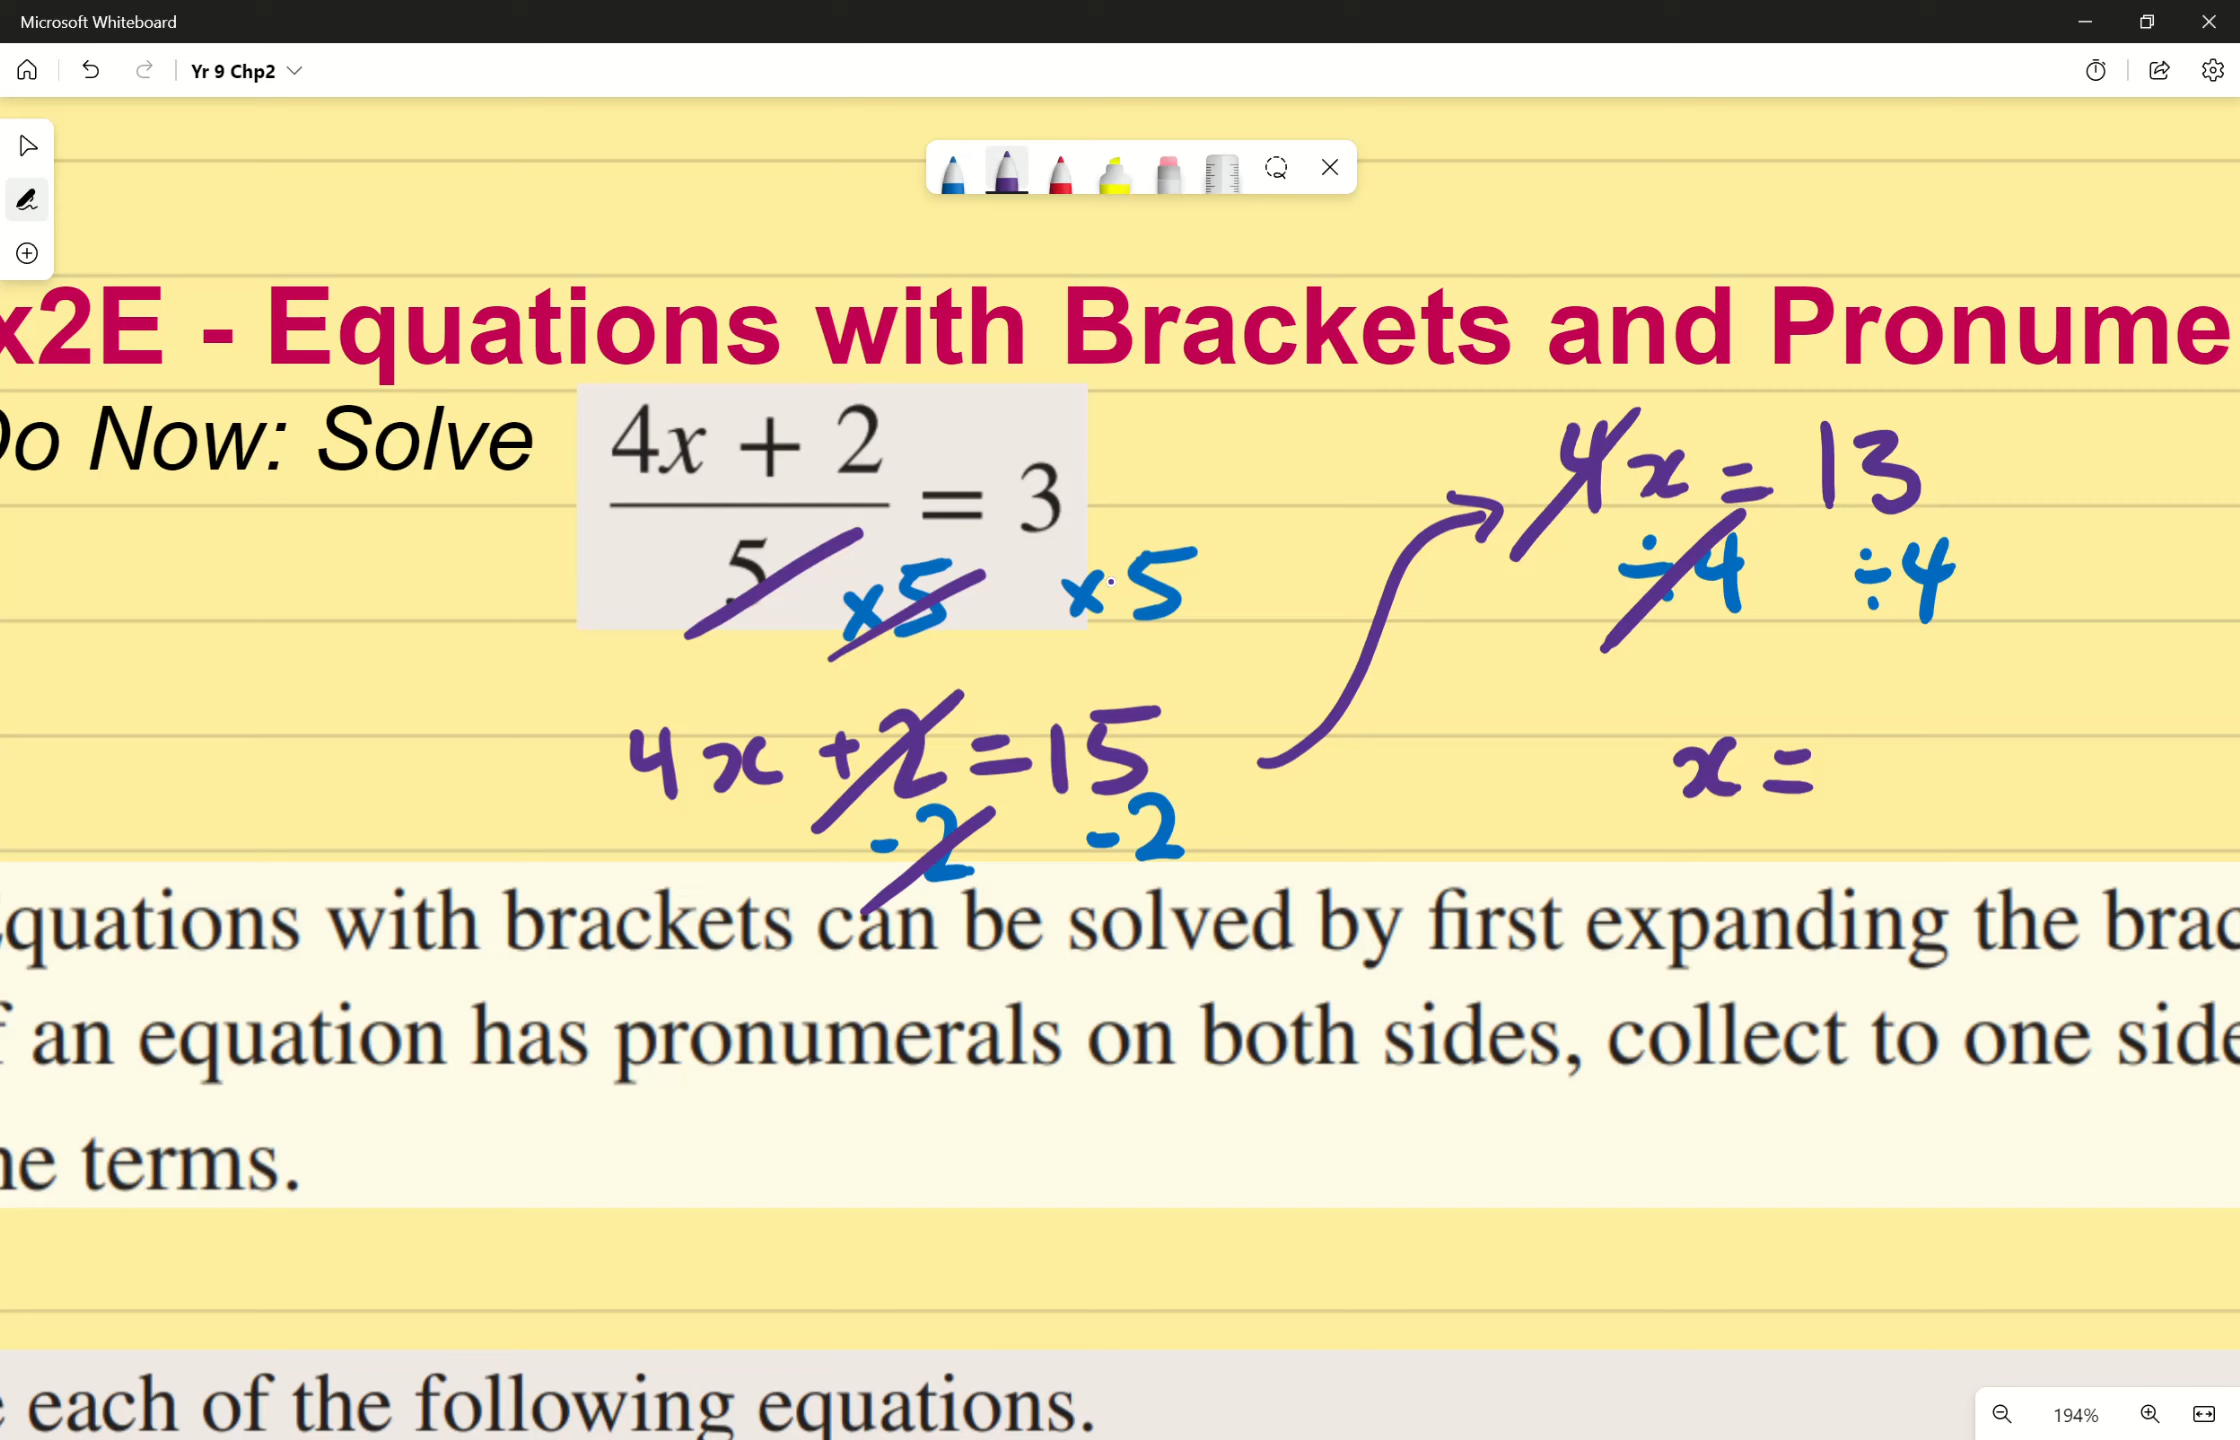 Microsoft Whiteboard
Yr 9 Chp2
x2E - Equations with Brackets and Pronume
Do Now: Solve
4x + 2
= 3
5
×5 ×5
4x + 2 = 15
-2 -2
4x = 13
÷4 ÷4
x =
Equations with brackets can be solved by first expanding the brac
f an equation has pronumerals on both sides, collect to one side
he terms.
e each of the following equations.
194%